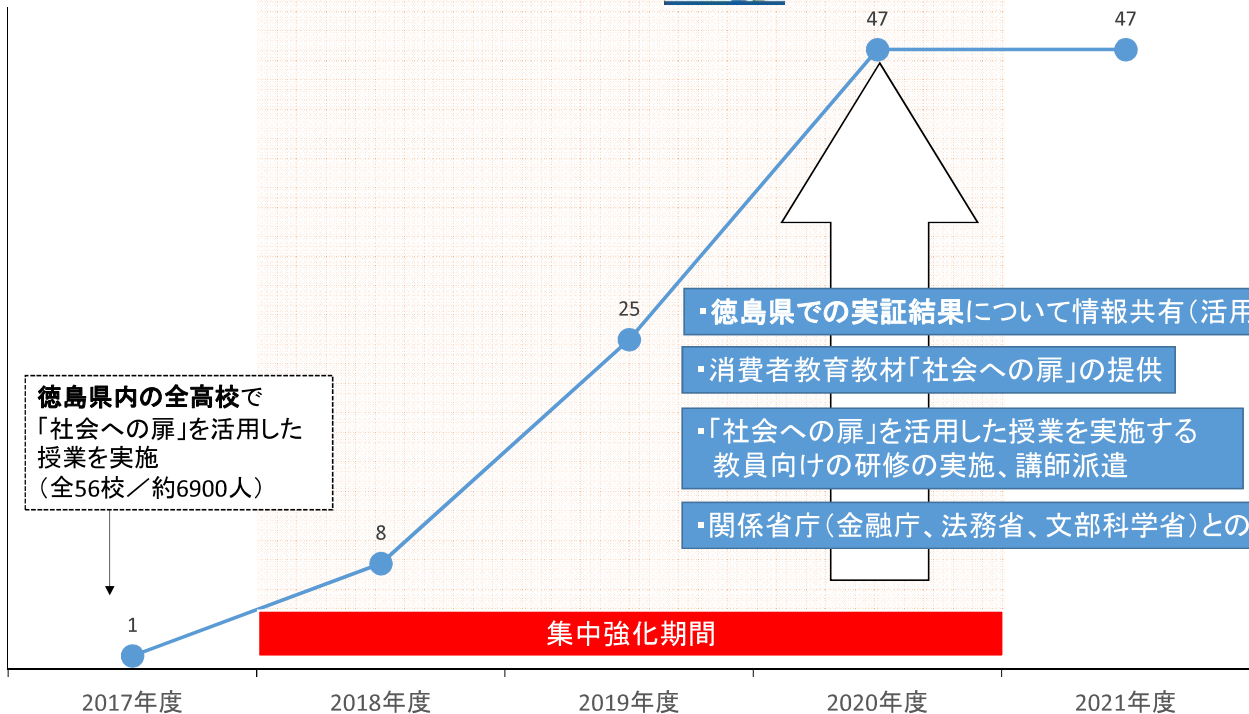 47
47
25
・徳島県での実証結果について情報共有（活用
・消費者教育教材「社会への扉」の提供
徳島県内の全高校で
「社会への扉」を活用した
授業を実施
（全56校／約6900人）
・「社会への扉」を活用した授業を実施する
教員向けの研修の実施、講師派遣
・関係省庁（金融庁、法務省、文部科学省）との
8
1
集中強化期間
2017年度
2018年度
2019年度
2020年度
2021年度